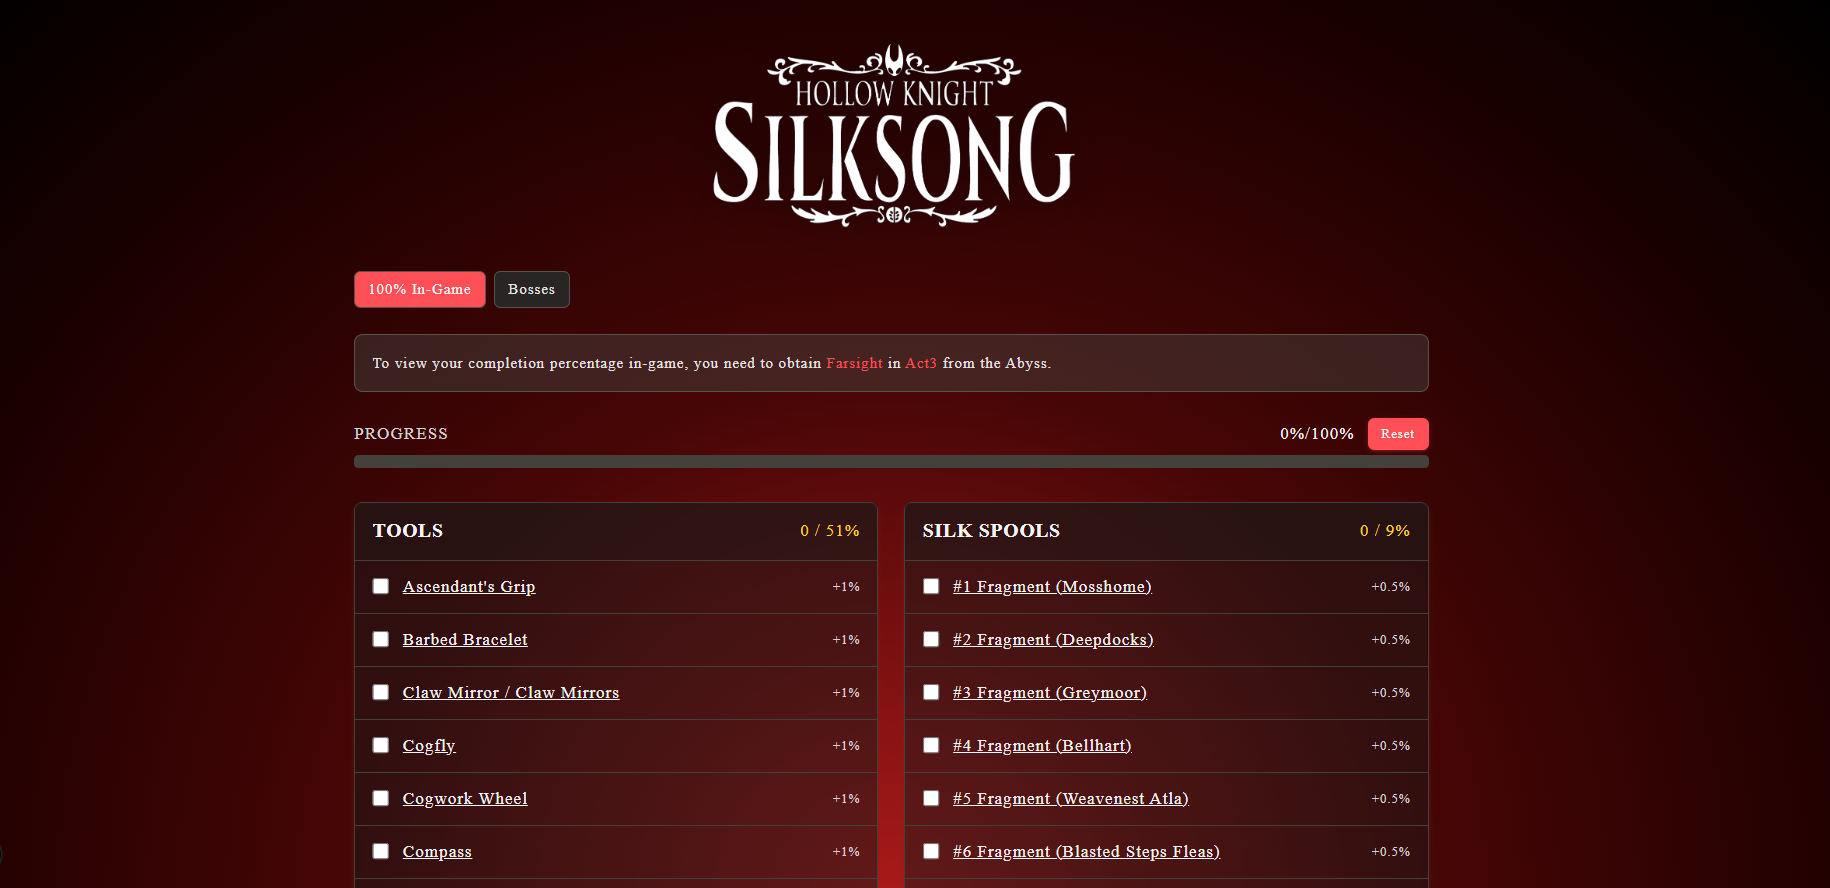 HOLLOW KNIGHT
SILKSONG
100% In-Game
Bosses
To view your completion percentage in-game, you need to obtain Farsight in Act3 from the Abyss.
PROGRESS
0%/100%
Reset
TOOLS
0 / 51%
Ascendant's Grip
+1%
Barbed Bracelet
+1%
Claw Mirror / Claw Mirrors
+1%
Cogfly
+1%
Cogwork Wheel
+1%
Compass
+1%
SILK SPOOLS
0 / 9%
#1 Fragment (Mosshome)
+0.5%
#2 Fragment (Deepdocks)
+0.5%
#3 Fragment (Greymoor)
+0.5%
#4 Fragment (Bellhart)
+0.5%
#5 Fragment (Weavenest Atla)
+0.5%
#6 Fragment (Blasted Steps Fleas)
+0.5%